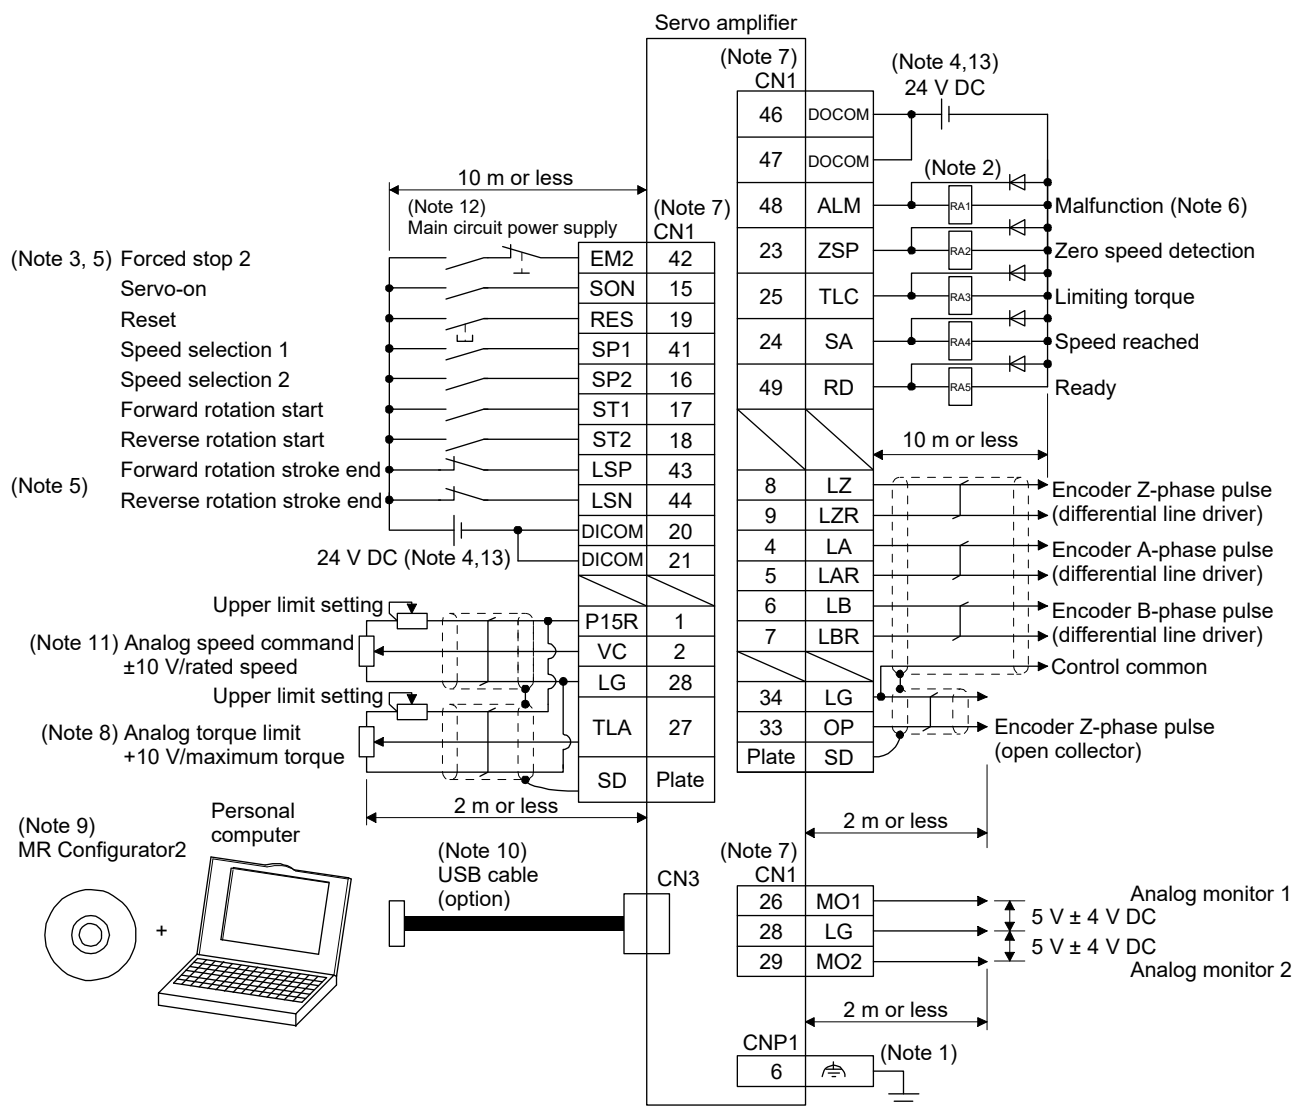 Servo amplifier
(Note 7)
CN1
(Note 4,13)
24 V DC
46 DOCOM
47 DOCOM
(Note 2)
48 ALM RA1 Malfunction (Note 6)
23 ZSP RA2 Zero speed detection
25 TLC RA3 Limiting torque
24 SA RA4 Speed reached
49 RD RA5 Ready
10 m or less
8 LZ Encoder Z-phase pulse
9 LZR (differential line driver)
4 LA Encoder A-phase pulse
5 LAR (differential line driver)
6 LB Encoder B-phase pulse
7 LBR (differential line driver)
Control common
34 LG
33 OP Encoder Z-phase pulse
(open collector)
Plate SD
2 m or less
10 m or less
(Note 12)
Main circuit power supply
(Note 7)
CN1
(Note 3, 5) Forced stop 2 EM2 42
Servo-on SON 15
Reset RES 19
Speed selection 1 SP1 41
Speed selection 2 SP2 16
Forward rotation start ST1 17
Reverse rotation start ST2 18
Forward rotation stroke end LSP 43
(Note 5)
Reverse rotation stroke end LSN 44
DICOM 20
24 V DC (Note 4,13) DICOM 21
Upper limit setting P15R 1
(Note 11) Analog speed command VC 2
±10 V/rated speed
LG 28
Upper limit setting
(Note 8) Analog torque limit TLA 27
+10 V/maximum torque
SD Plate
2 m or less
(Note 9)
MR Configurator2
+
Personal
computer
(Note 10)
USB cable
(option)
CN3
(Note 7)
CN1
26 MO1 Analog monitor 1
5 V ± 4 V DC
28 LG
5 V ± 4 V DC
29 MO2 Analog monitor 2
2 m or less
CNP1
6 (Note 1)